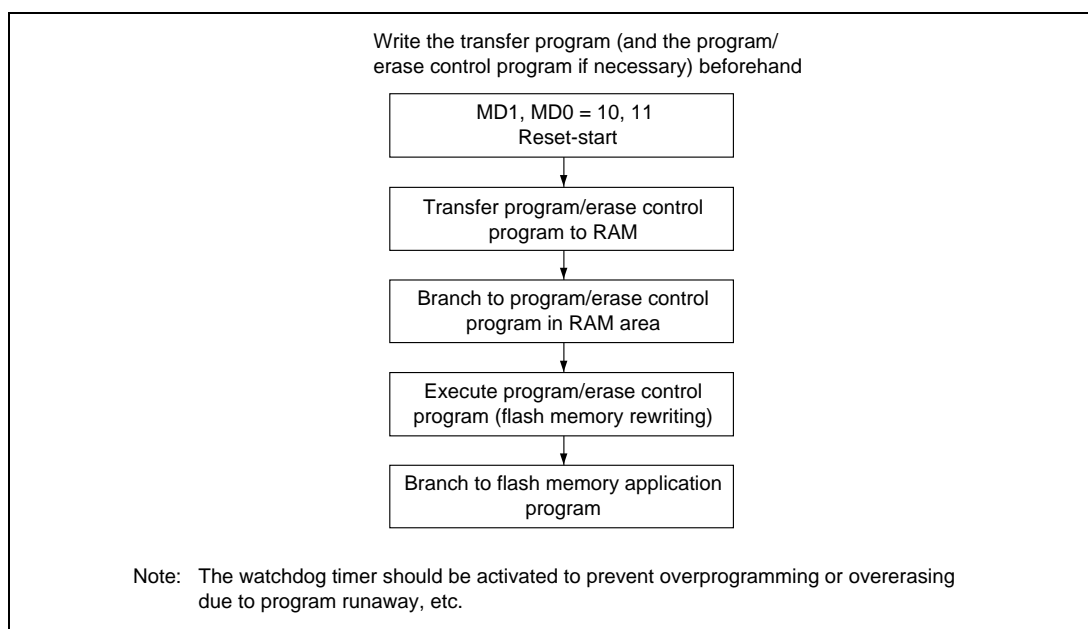 Write the transfer program (and the program/
erase control program if necessary) beforehand
MD1, MD0 = 10, 11
Reset-start
Transfer program/erase control
program to RAM
Branch to program/erase control
program in RAM area
Execute program/erase control
program (flash memory rewriting)
Branch to flash memory application
program
Note: The watchdog timer should be activated to prevent overprogramming or overerasing
due to program runaway, etc.